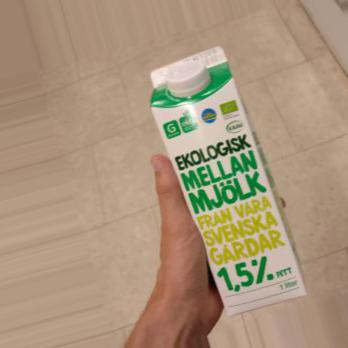 G
EKOLOGISK
MELLAN
MJÖLK
FRÅN VÅRA
SVENSKA
GÅRDAR
1,5% FETT
1 liter